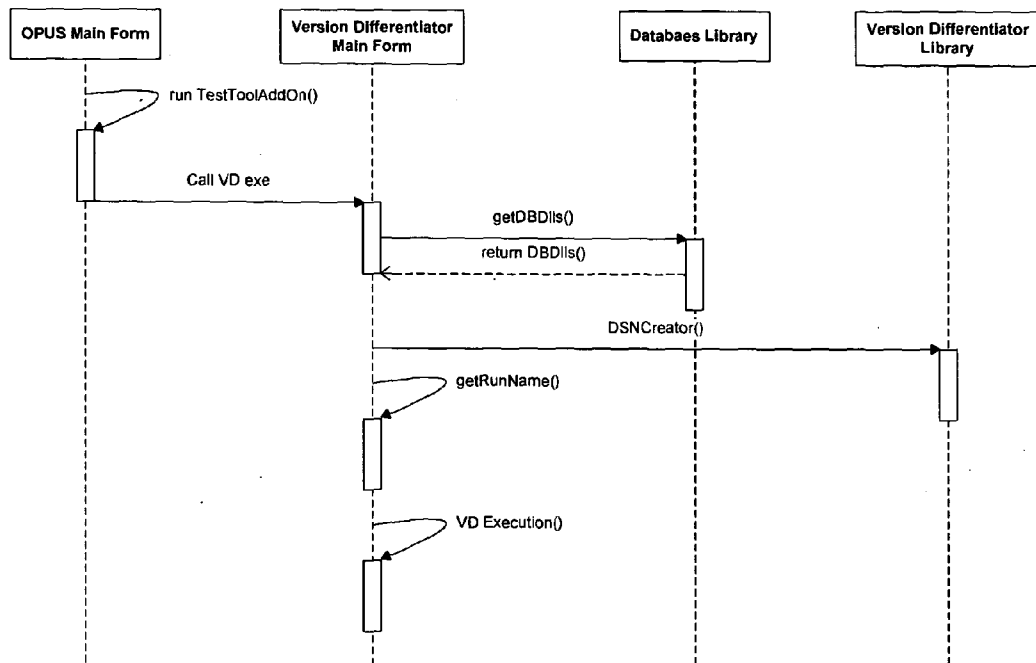 OPUS Main Form
Version Differentiator
Main Form
Databaes Library
Version Differentiator
Library
run TestToolAddOn()
Call VD exe
getDBDlls()
return DBDlls()
DSNCreator()
getRunName()
VD Execution()